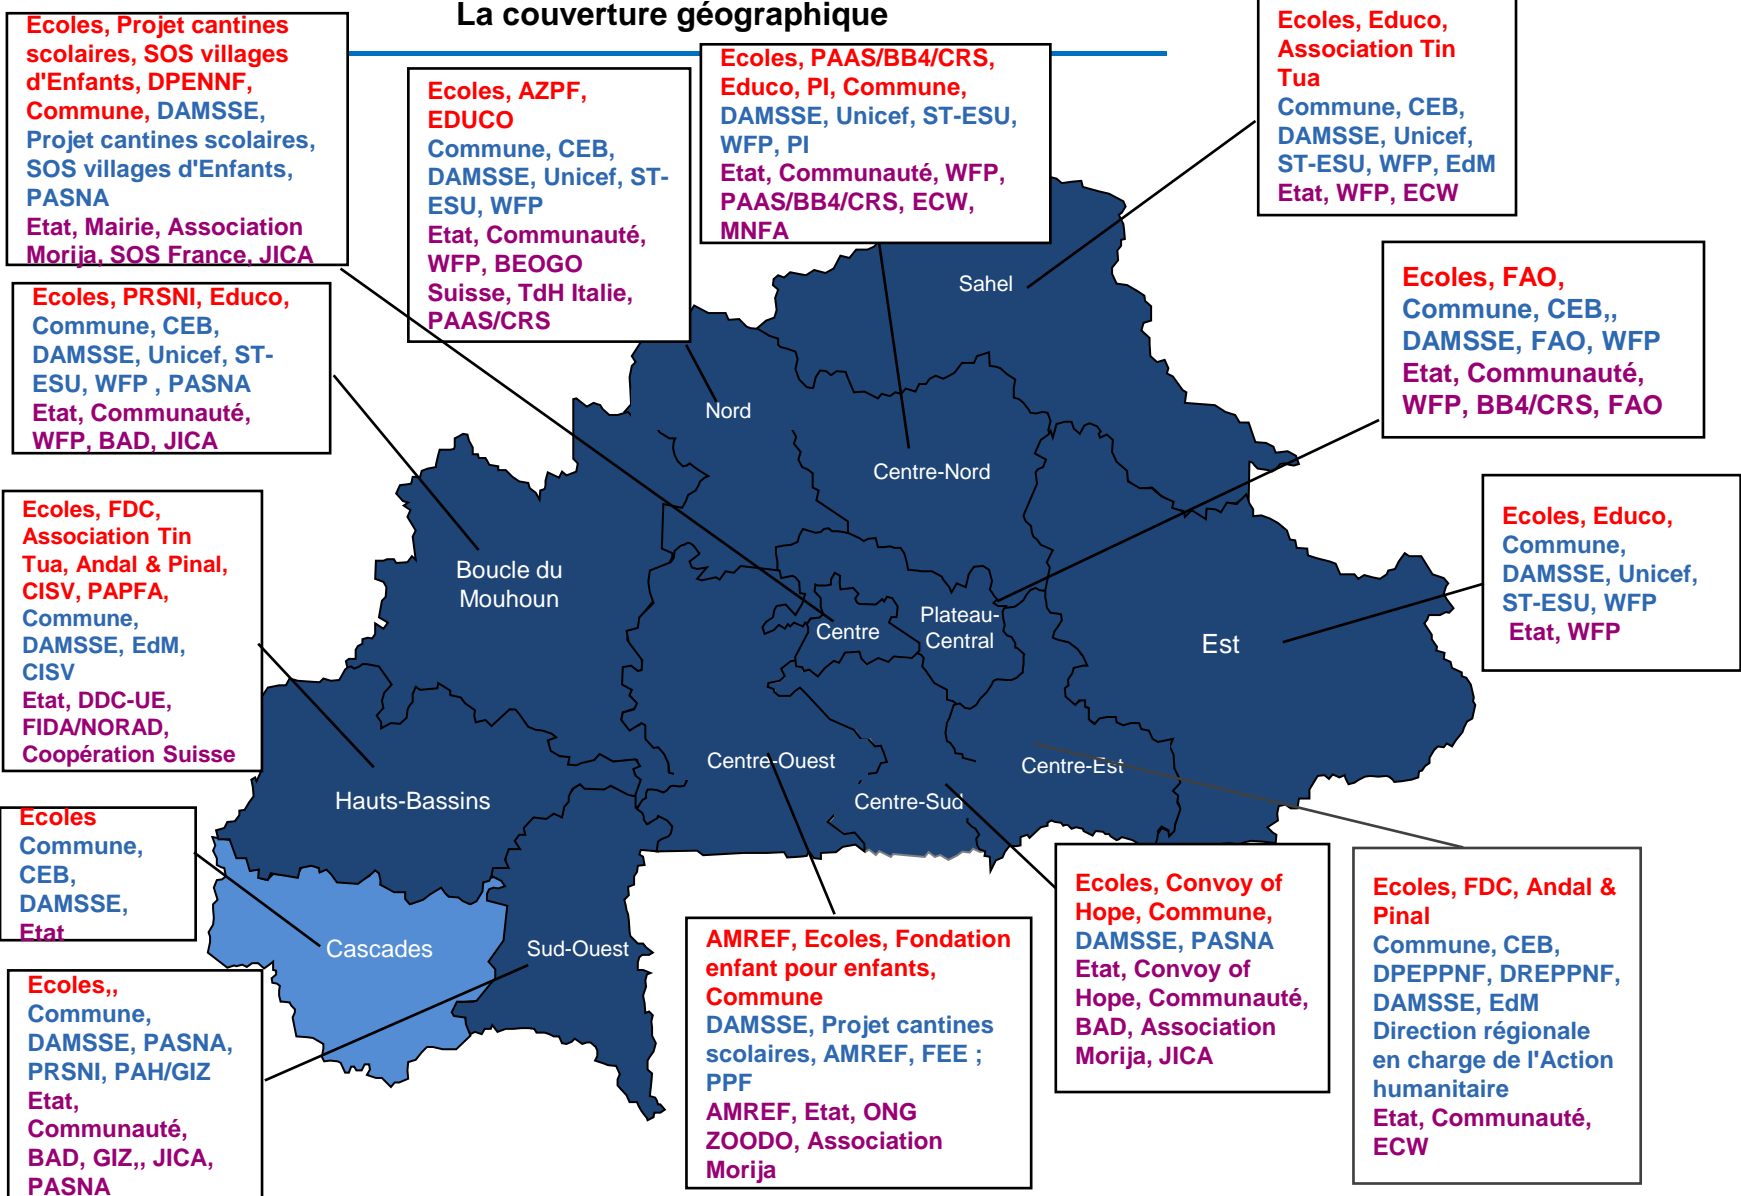 La couverture géographique
Ecoles, Projet cantines
scolaires, SOS villages
d'Enfants, DPENNF,
Commune, DAMSSE,
Projet cantines scolaires,
SOS villages d'Enfants,
PASNA
Etat, Mairie, Association
Morija, SOS France, JICA
Ecoles, AZPF,
EDUCO
Commune, CEB,
DAMSSE, Unicef, ST-
ESU, WFP
Etat, Communauté,
WFP, BEOGO
Suisse, TdH Italie,
PAAS/CRS
Ecoles, PAAS/BB4/CRS,
Educo, PI, Commune,
DAMSSE, Unicef, ST-ESU,
WFP, PI
Etat, Communauté, WFP,
PAAS/BB4/CRS, ECW,
MNFA
Ecoles, Educo,
Association Tin
Tua
Commune, CEB,
DAMSSE, Unicef,
ST-ESU, WFP, EdM
Etat, WFP, ECW
Ecoles, PRSNI, Educo,
Commune, CEB,
DAMSSE, Unicef, ST-
ESU, WFP , PASNA
Etat, Communauté,
WFP, BAD, JICA
Ecoles, FAO,
Commune, CEB,,
DAMSSE, FAO, WFP
Etat, Communauté,
WFP, BB4/CRS, FAO
Ecoles, FDC,
Association Tin
Tua, Andal & Pinal,
CISV, PAPFA,
Commune,
DAMSSE, EdM,
CISV
Etat, DDC-UE,
FIDA/NORAD,
Coopération Suisse
Ecoles, Educo,
Commune,
DAMSSE, Unicef,
ST-ESU, WFP
Etat, WFP
Sahel
Nord
Centre-Nord
Boucle du
Mouhoun
Centre
Plateau-
Central
Est
Centre-Ouest
Centre-Est
Hauts-Bassins
Centre-Sud
Cascades
Sud-Ouest
Ecoles
Commune,
CEB,
DAMSSE,
Etat
Ecoles,,
Commune,
DAMSSE, PASNA,
PRSNI, PAH/GIZ
Etat,
Communauté,
BAD, GIZ,, JICA,
PASNA
AMREF, Ecoles, Fondation
enfant pour enfants,
Commune
DAMSSE, Projet cantines
scolaires, AMREF, FEE ;
PPF
AMREF, Etat, ONG
ZOODO, Association
Morija
Ecoles, Convoy of
Hope, Commune,
DAMSSE, PASNA
Etat, Convoy of
Hope, Communauté,
BAD, Association
Morija, JICA
Ecoles, FDC, Andal &
Pinal
Commune, CEB,
DPEPPNF, DREPPNF,
DAMSSE, EdM
Direction régionale
en charge de l'Action
humanitaire
Etat, Communauté,
ECW